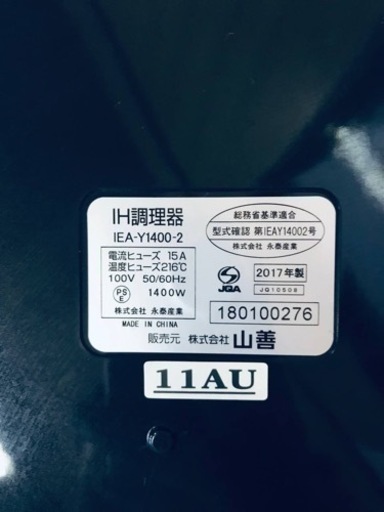 IH調理器
IEA-Y1400-2
電流ヒューズ 15A
温度ヒューズ216℃
100V 50/60Hz
PSE 1400W
株式会社 永泰産業
MADE IN CHINA
総務省基準適合
型式確認 第IEAY14002号
株式会社 永泰産業
JQA
2017年製
JQ10508
180100276
販売元 株式会社 山善
11AU